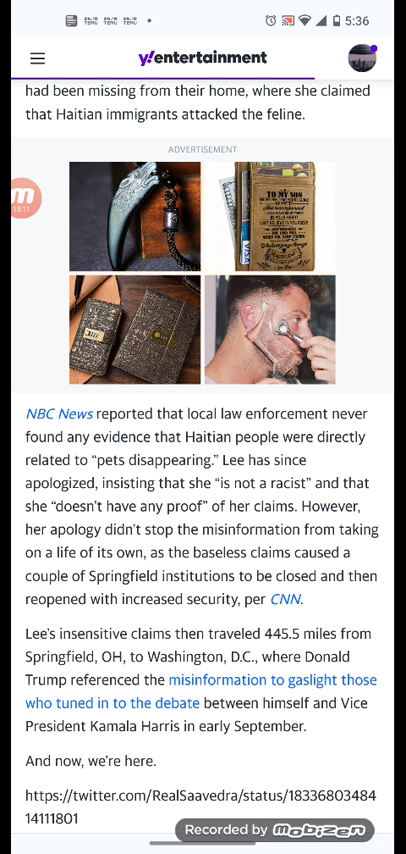 5:36
y!entertainment
had been missing from their home, where she claimed
that Haitian immigrants attacked the feline.
ADVERTISEMENT
15:11
TO MY SON
VISA
NBC News reported that local law enforcement never
found any evidence that Haitian people were directly
related to “pets disappearing.” Lee has since
apologized, insisting that she “is not a racist” and that
she “doesn’t have any proof” of her claims. However,
her apology didn’t stop the misinformation from taking
on a life of its own, as the baseless claims caused a
couple of Springfield institutions to be closed and then
reopened with increased security, per CNN.
Lee’s insensitive claims then traveled 445.5 miles from
Springfield, OH, to Washington, D.C., where Donald
Trump referenced the misinformation to gaslight those
who tuned in to the debate between himself and Vice
President Kamala Harris in early September.
And now, we’re here.
https://twitter.com/RealSaavedra/status/18336803484
14111801
Recorded by mobizen